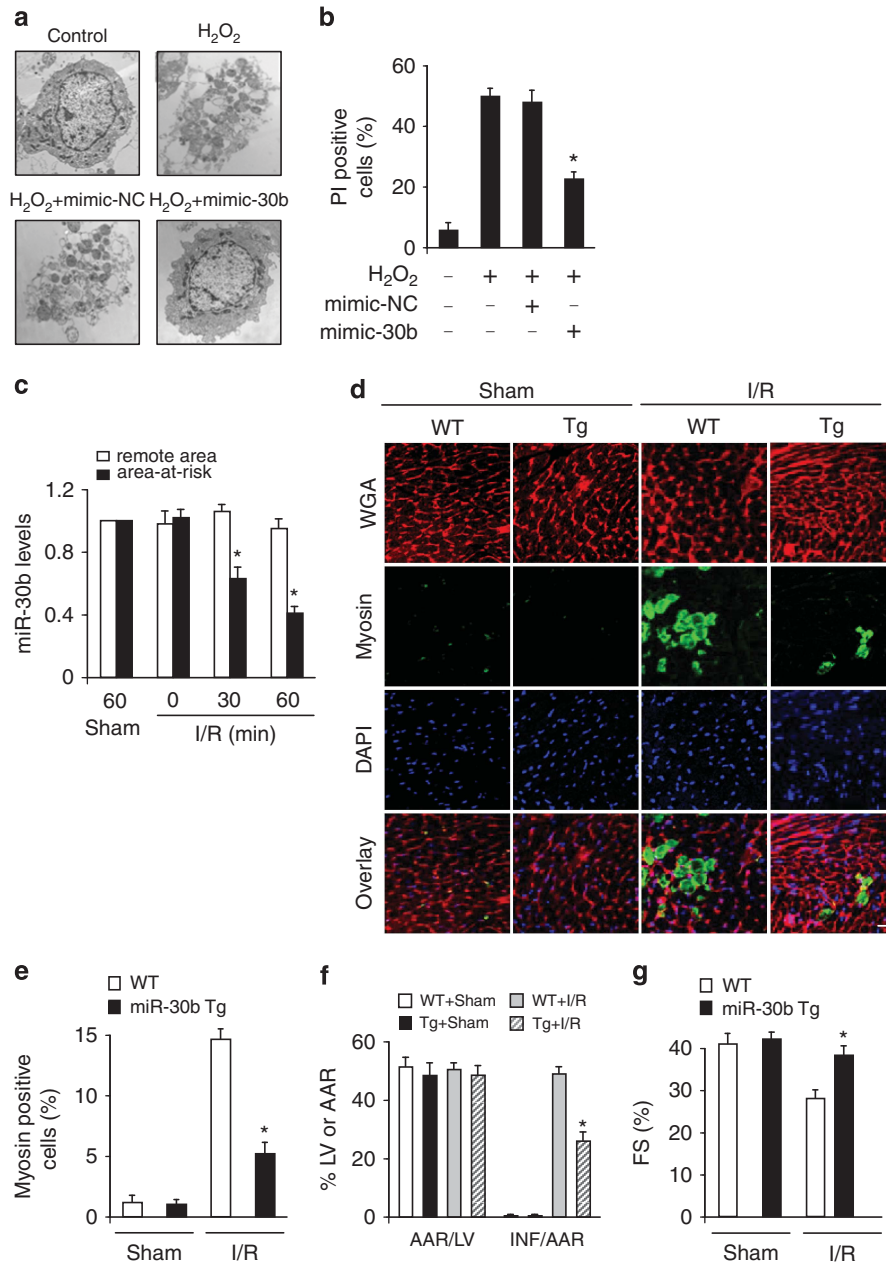 a
Control
H₂O₂
H₂O₂+mimic-NC
H₂O₂+mimic-30b
b
PI positive
cells (%)
60
40
20
0
H₂O₂ – + + +
mimic-NC – – + –
mimic-30b – – – +
*
c
remote area
area-at-risk
miR-30b levels
1.2
0.8
0.4
0
*
*
60 0 30 60
Sham I/R (min)
d
Sham I/R
WT Tg WT Tg
WGA
Myosin
DAPI
Overlay
e
WT
miR-30b Tg
Myosin positive
cells (%)
15
10
5
0
*
Sham I/R
f
WT+Sham WT+I/R
Tg+Sham Tg+I/R
% LV or AAR
60
40
20
0
*
AAR/LV INF/AAR
g
WT
miR-30b Tg
FS (%)
40
30
20
10
0
*
Sham I/R